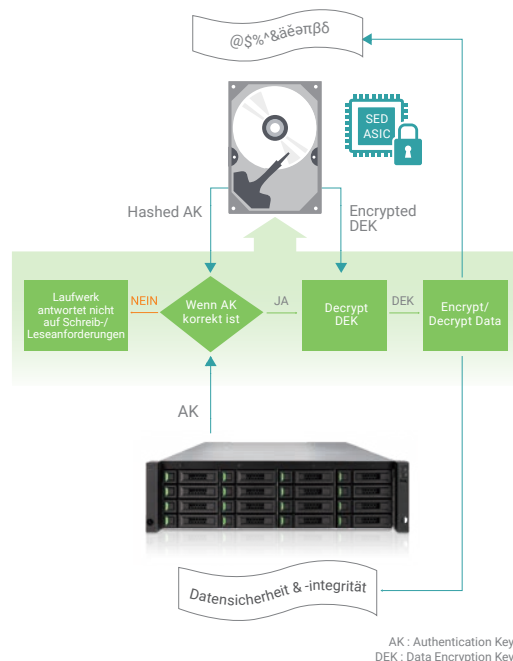 @$%^&äěəπβδ
SED
ASIC
Hashed AK
Encrypted
DEK
Laufwerk
antwortet nicht
auf Schreib-/
Leseanforderungen
NEIN
Wenn AK
korrekt ist
JA
Decrypt
DEK
DEK
Encrypt/
Decrypt Data
AK
Datensicherheit & -integrität
AK : Authentication Key
DEK : Data Encryption Key